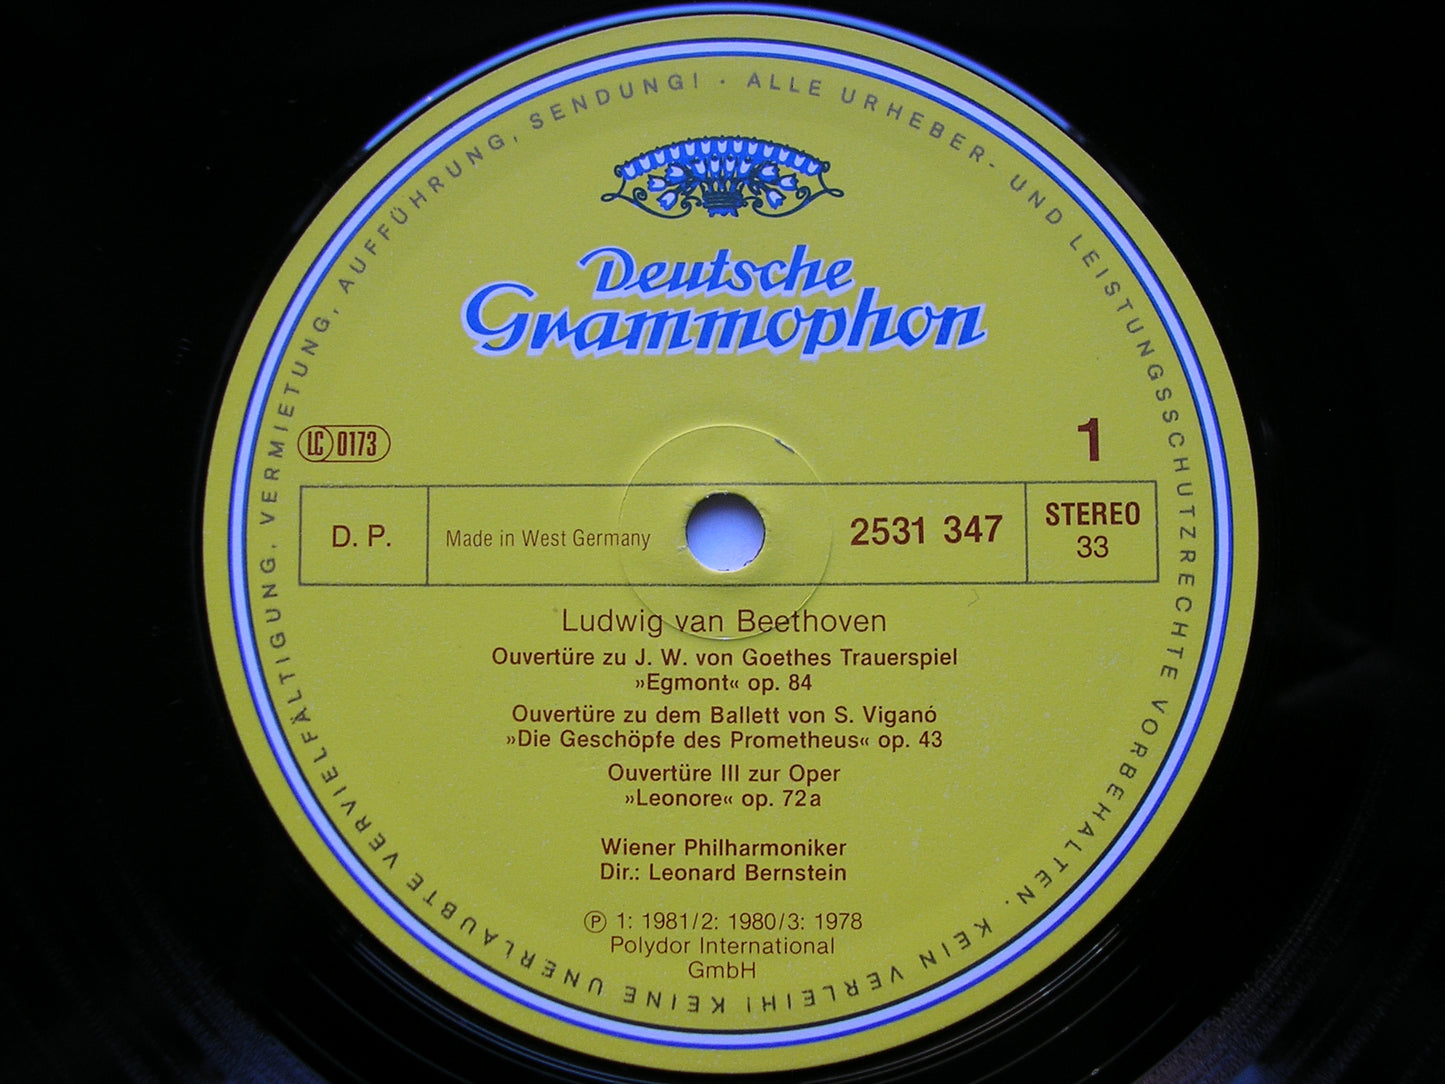 ALLE URHEBER- UND LEISTUNGSSCHUTZRECHTE VORBEHALTEN. KEIN VERLEIH! KEINE UNERLAUBTE VERVIELFÄLTIGUNG, VERMIETUNG, AUFFÜHRUNG, SENDUNG! ·
Deutsche
Grammophon
LC 0173
1
D. P.
Made in West Germany
2531 347
STEREO
33
Ludwig van Beethoven
Ouvertüre zu J. W. von Goethes Trauerspiel
»Egmont« op. 84
Ouvertüre zu dem Ballett von S. Viganó
»Die Geschöpfe des Prometheus« op. 43
Ouvertüre III zur Oper
»Leonore« op. 72a
Wiener Philharmoniker
Dir.: Leonard Bernstein
℗ 1: 1981/2: 1980/3: 1978
Polydor International
GmbH